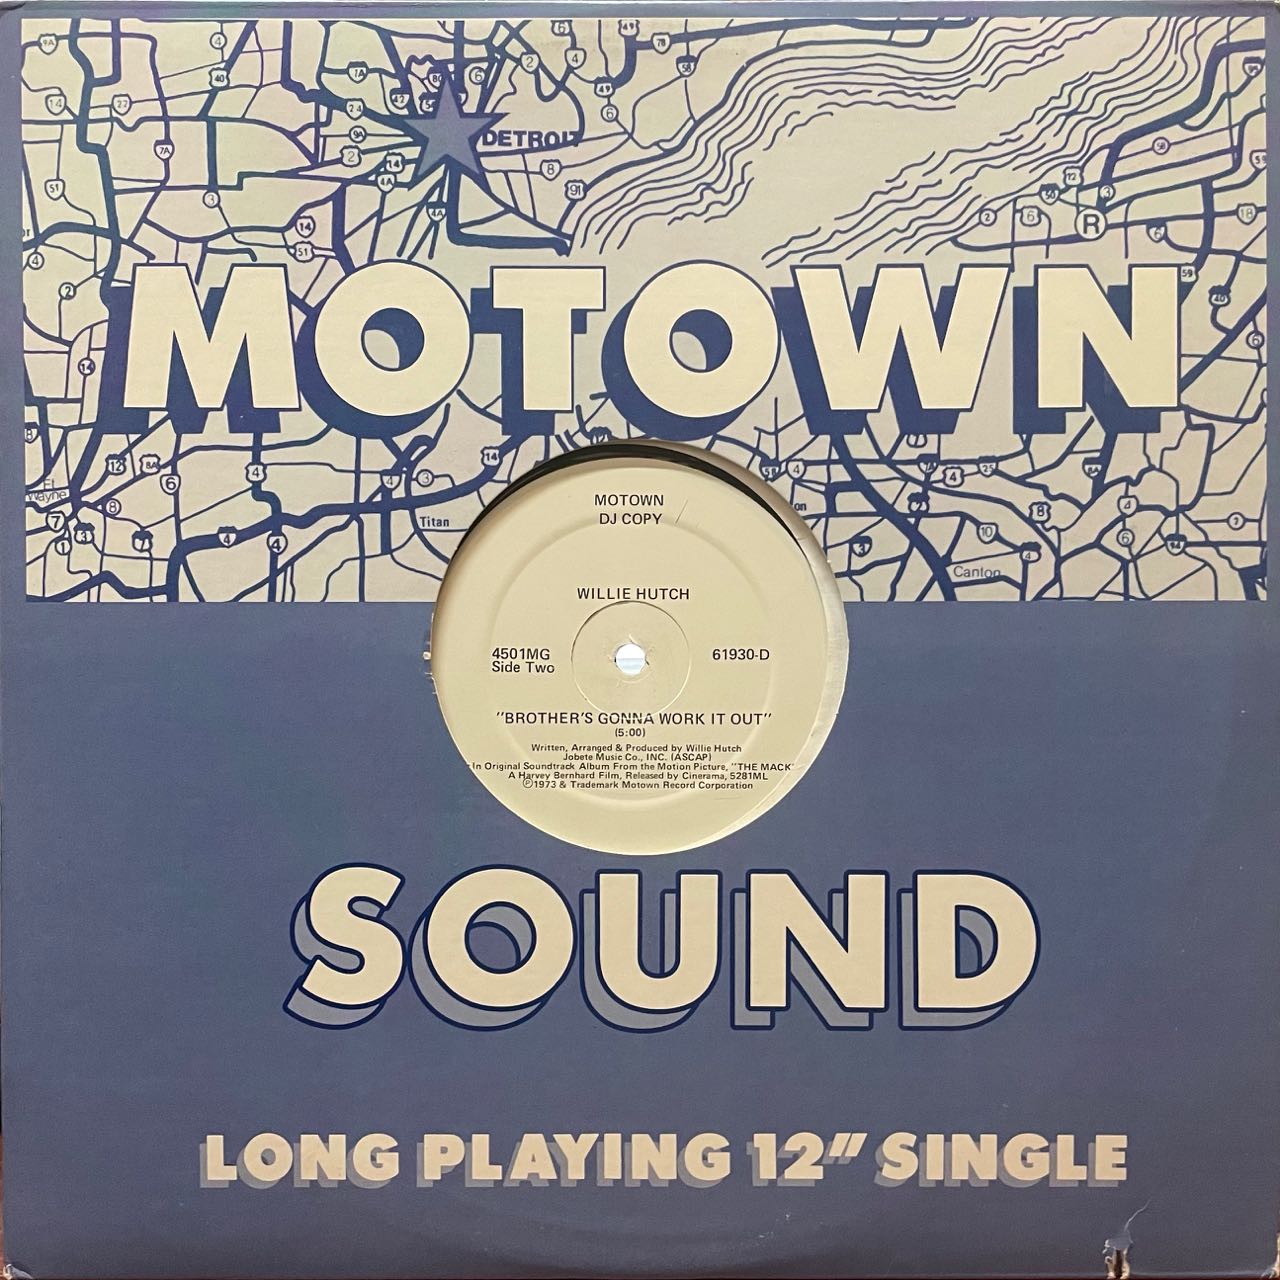 DETROIT
R
MOTOWN
Ft
Wayne
Titan
Canton
MOTOWN
DJ COPY
WILLIE HUTCH
4501MG
Side Two
61930-D
"BROTHER'S GONNA WORK IT OUT"
(5:00)
Written, Arranged & Produced by Willie Hutch
Jobete Music Co., INC. (ASCAP)
In Original Soundtrack Album From the Motion Picture, "THE MACK"
A Harvey Bernhard Film, Released by Cinerama, 5281ML
℗1973 & Trademark Motown Record Corporation
SOUND
LONG PLAYING 12" SINGLE